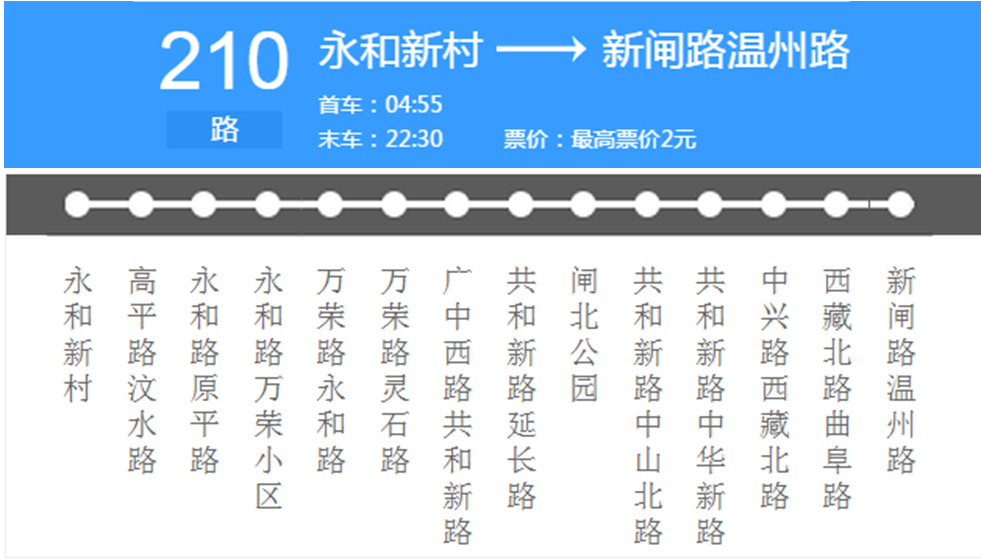 210
路
永和新村 → 新闸路温州路
首车：04:55
末车：22:30 票价：最高票价2元
永和新村
高平路汶水路
永和路原平路
永和路万荣小区
万荣路永和路
万荣路灵石路
广中西路共和新路
共和新路延长路
闸北公园
共和新路中山北路
共和新路中华新路
中兴路西藏北路
西藏北路曲阜路
新闸路温州路